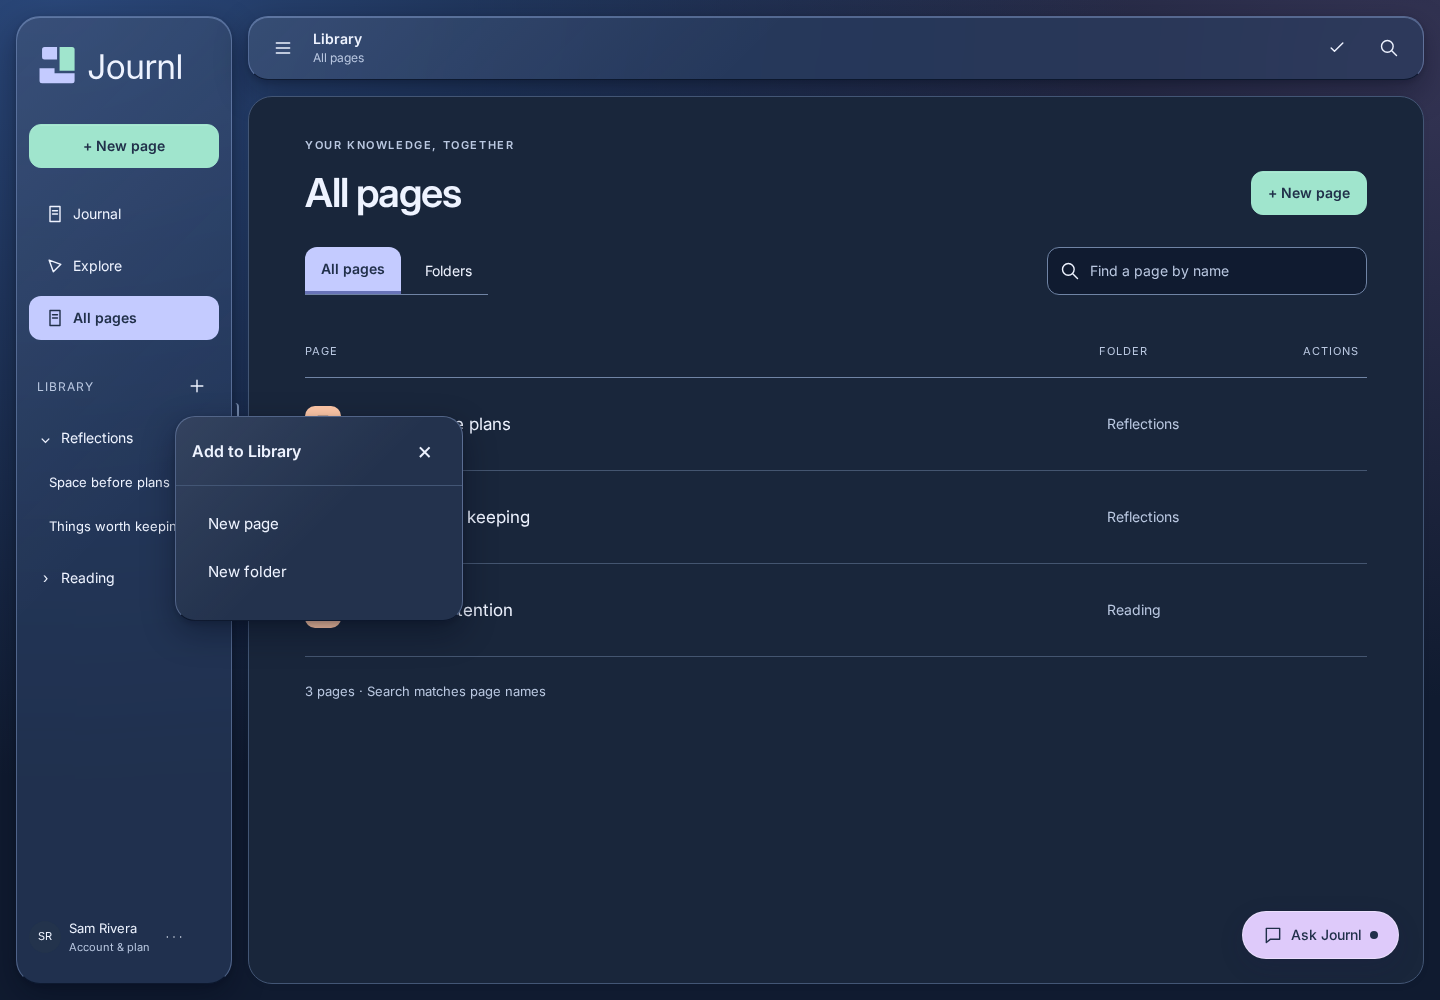 Journl
+ New page
Journal
Explore
All pages
LIBRARY
Reflections
Space before plans
Things worth
Reading
SR
Sam Rivera
Account & plan
...
Library
All pages
YOUR KNOWLEDGE, TOGETHER
All pages
+ New page
All pages
Folders
Find a page by name
PAGE
FOLDER
ACTIONS
plans
Reflections
keeping
Reflections
Reading
3 pages · Search matches page names
Add to Library
New page
New folder
Ask Journl